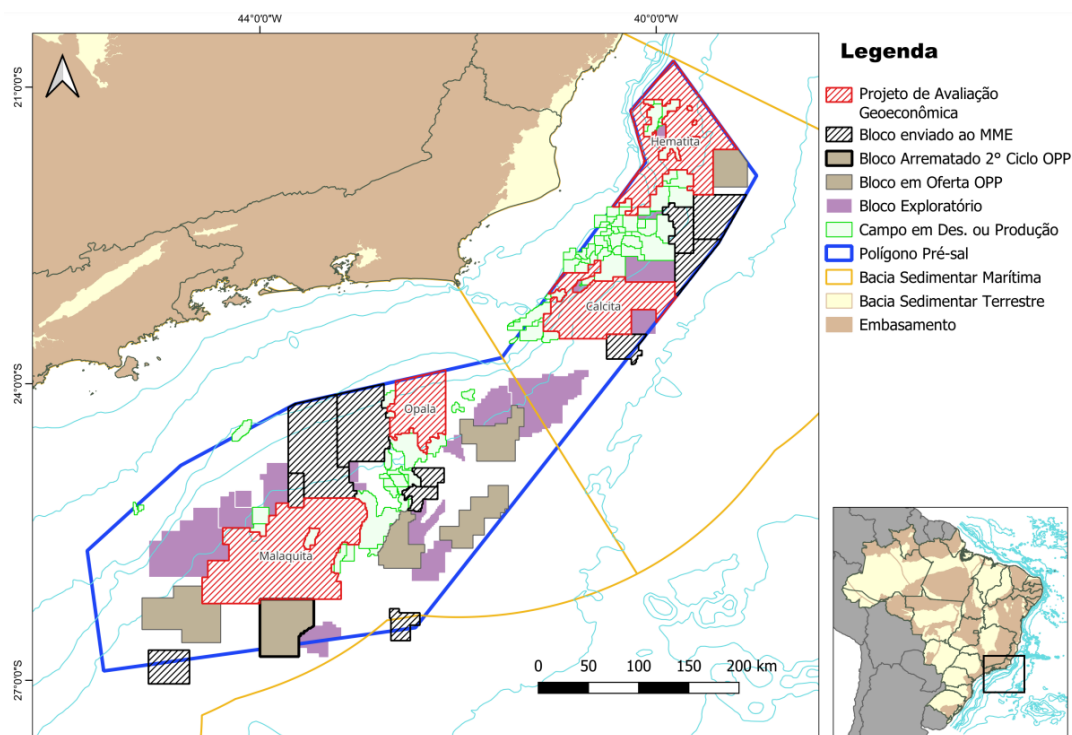 44°0'0"W
40°0'0"W
21°0'0"S
24°0'0"S
27°0'0"S
Hematita
Calcita
Opala
Malaquita
0 50 100 150 200 km
Legenda
Projeto de Avaliação
Geoeconômica
Bloco enviado ao MME
Bloco Arrematado 2° Ciclo OPP
Bloco em Oferta OPP
Bloco Exploratório
Campo em Des. ou Produção
Polígono Pré-sal
Bacia Sedimentar Marítima
Bacia Sedimentar Terrestre
Embasamento